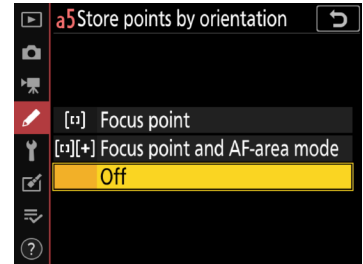 a5 Store points by orientation
[¤] Focus point
[¤][+] Focus point and AF-area mode
Off
?